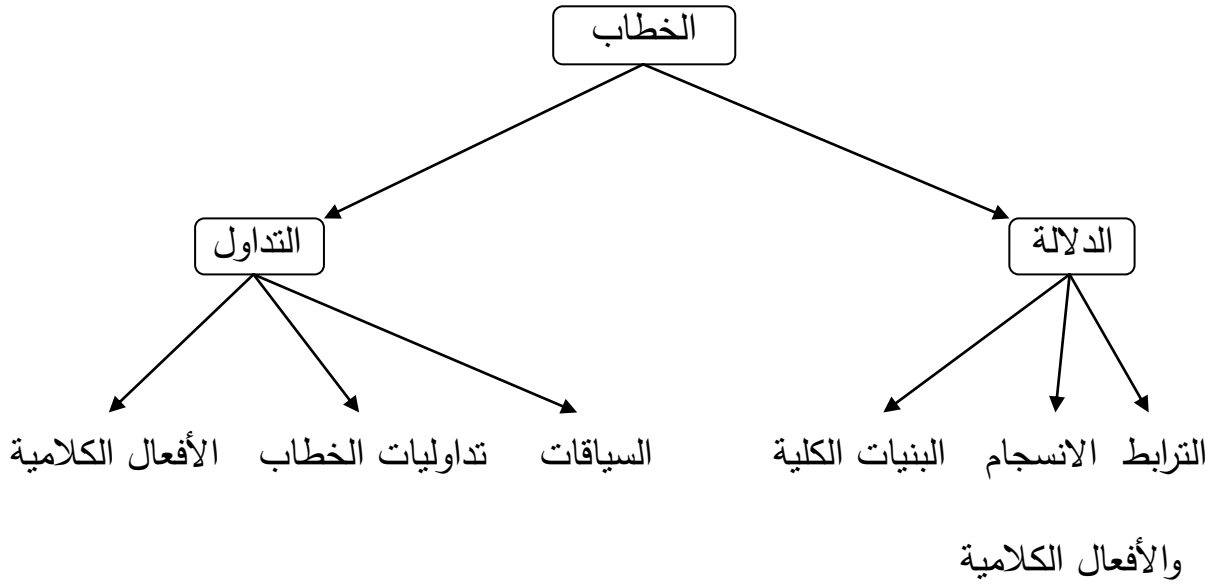 الخطاب
الدلالة التداول
الترابط الانسجام البنيات الكلية السياقات تداوليات الخطاب الأفعال الكلامية
والأفعال الكلامية